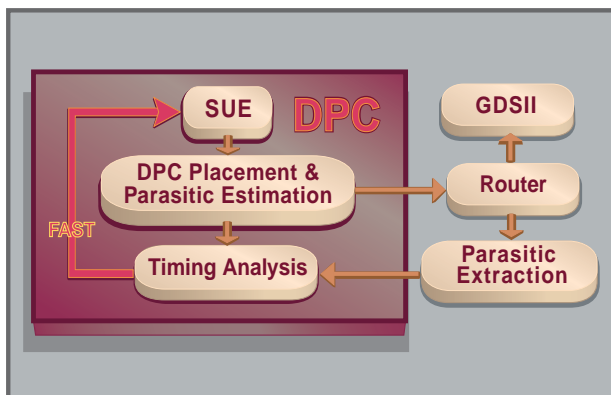 SUE
DPC
GDSII
DPC Placement &
Parasitic Estimation
Router
FAST
Timing Analysis
Parasitic
Extraction